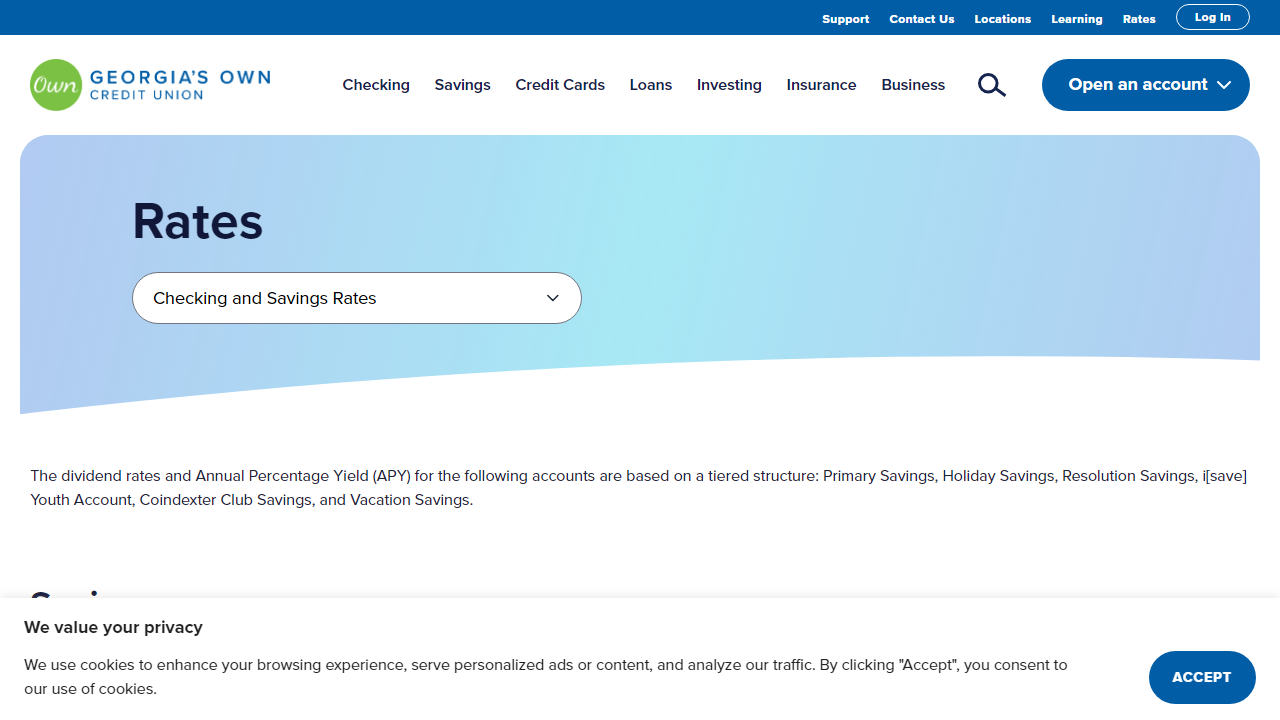 Support Contact Us Locations Learning Rates Log In
Own GEORGIA'S OWN
CREDIT UNION
Checking Savings Credit Cards Loans Investing Insurance Business Open an account
Rates
Checking and Savings Rates
The dividend rates and Annual Percentage Yield (APY) for the following accounts are based on a tiered structure: Primary Savings, Holiday Savings, Resolution Savings, i[save]
Youth Account, Coindexter Club Savings, and Vacation Savings.
We value your privacy
We use cookies to enhance your browsing experience, serve personalized ads or content, and analyze our traffic. By clicking "Accept", you consent to
our use of cookies.
ACCEPT